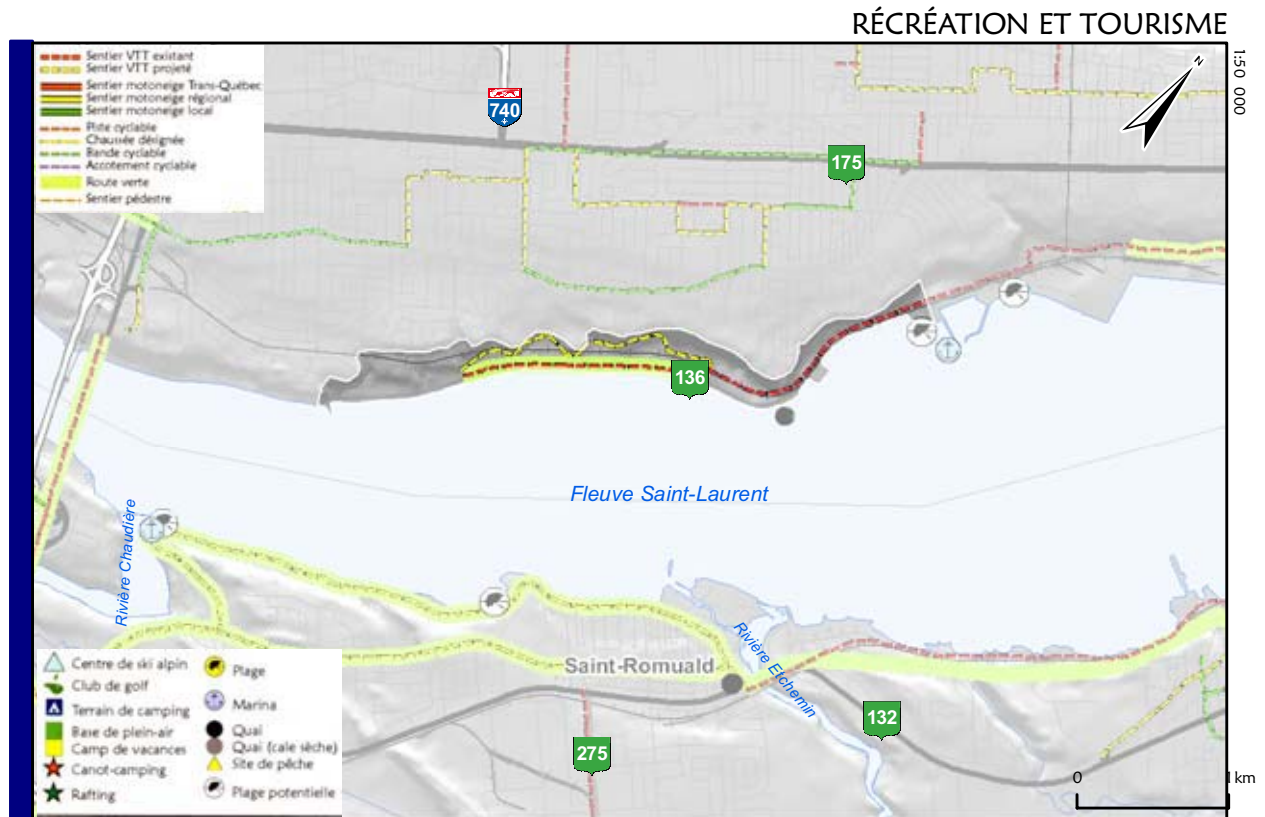 RÉCRÉATION ET TOURISME
Sentier VTT existant
Sentier VTT projeté
Sentier motoneige Trans-Québec
Sentier motoneige régional
Sentier motoneige local
Piste cyclable
Chaussée désignée
Bande cyclable
Accotement cyclable
Route verte
Sentier pédestre
740
175
N
150 000
136
Fleuve Saint-Laurent
Rivière Chaudière
Saint-Romuald
Rivière Etchemin
132
275
Centre de ski alpin
Club de golf
Terrain de camping
Base de plein-air
Camp de vacances
Canot-camping
Rafting
Plage
Marina
Quai
Quai (cale sèche)
Site de pêche
Plage potentielle
0 1 km